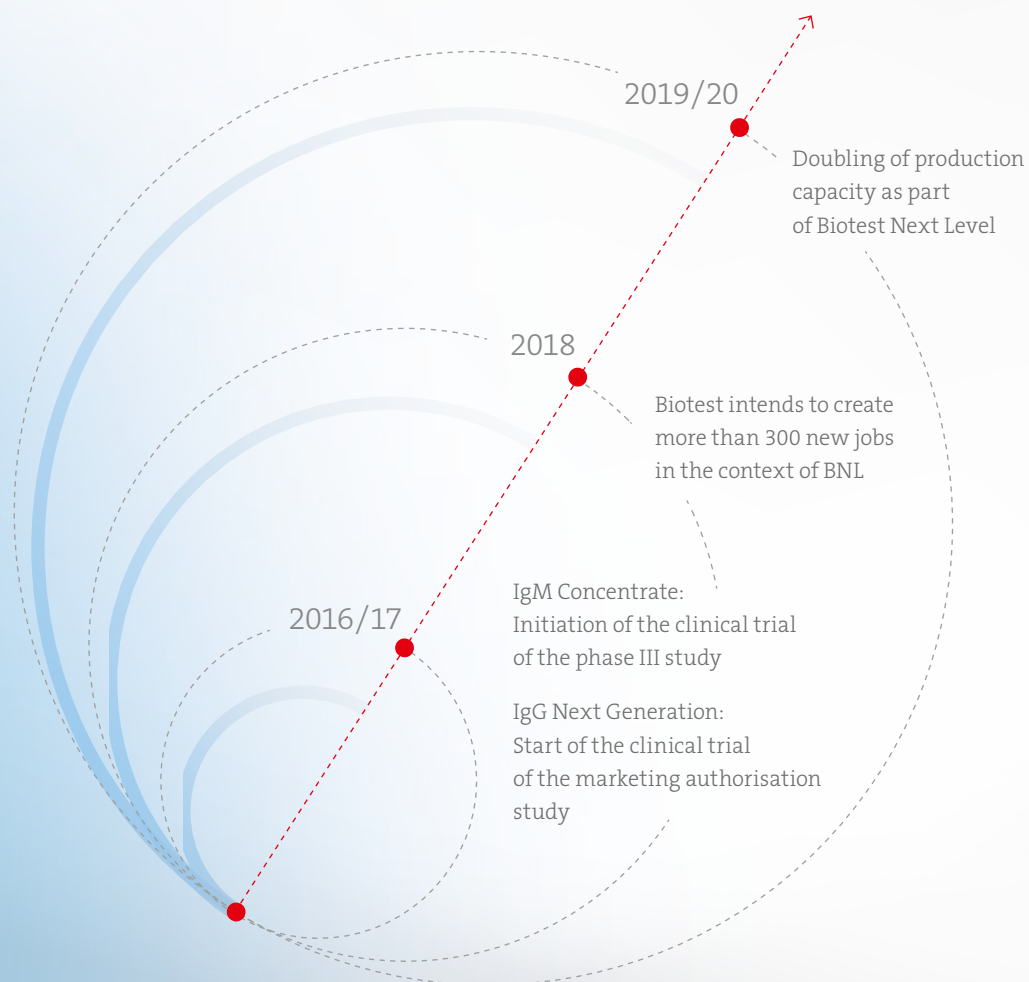 2019/20
Doubling of production
capacity as part
of Biotest Next Level
2018
Biotest intends to create
more than 300 new jobs
in the context of BNL
2016/17
IgM Concentrate:
Initiation of the clinical trial
of the phase III study
IgG Next Generation:
Start of the clinical trial
of the marketing authorisation
study